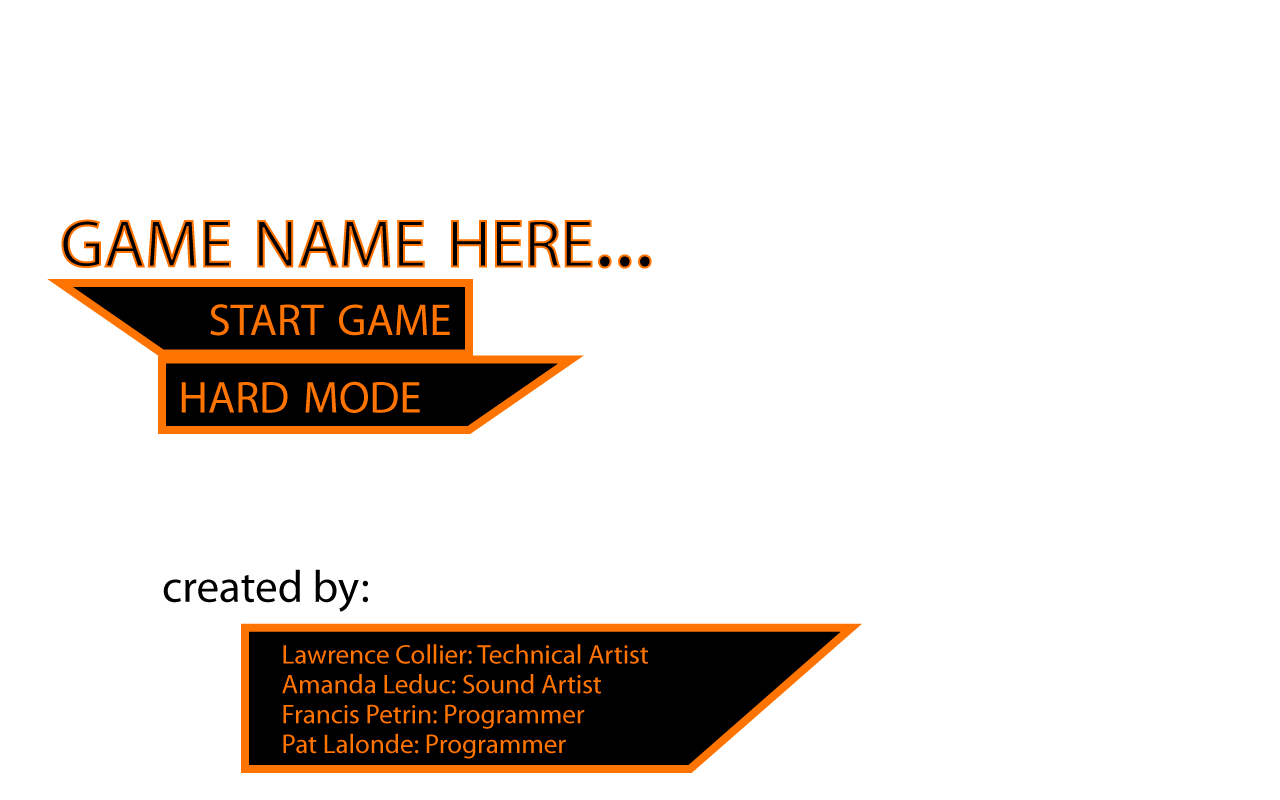 GAME NAME HERE...
START GAME
HARD MODE
created by:
Lawrence Collier: Technical Artist
Amanda Leduc: Sound Artist
Francis Petrin: Programmer
Pat Lalonde: Programmer